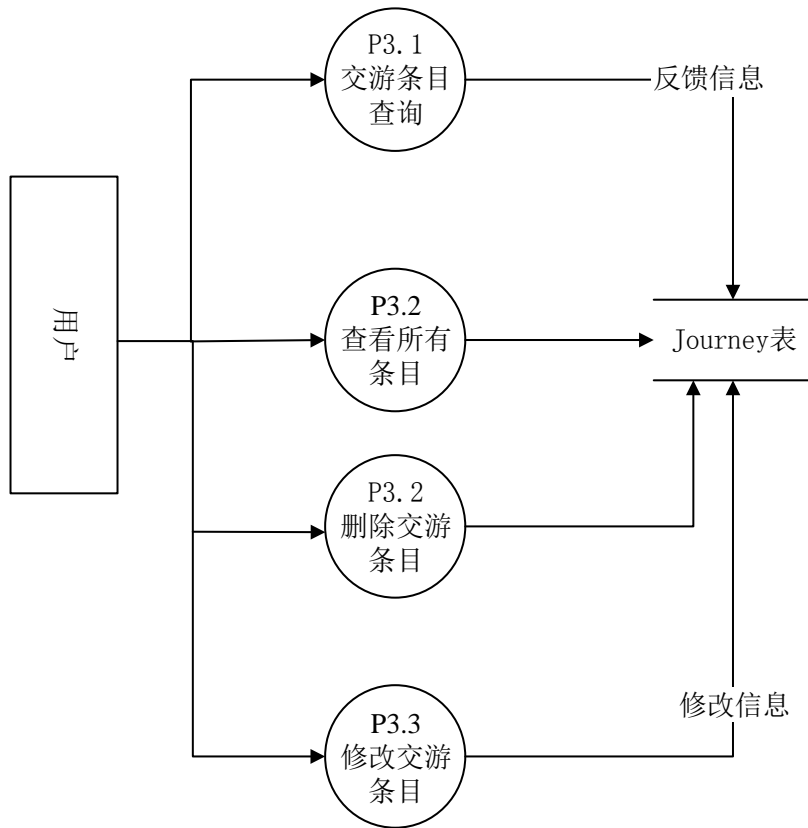 P3.1
交游条目
查询
反馈信息
用户
P3.2
查看所有
条目
Journey表
P3.2
删除交游
条目
P3.3
修改交游
条目
修改信息